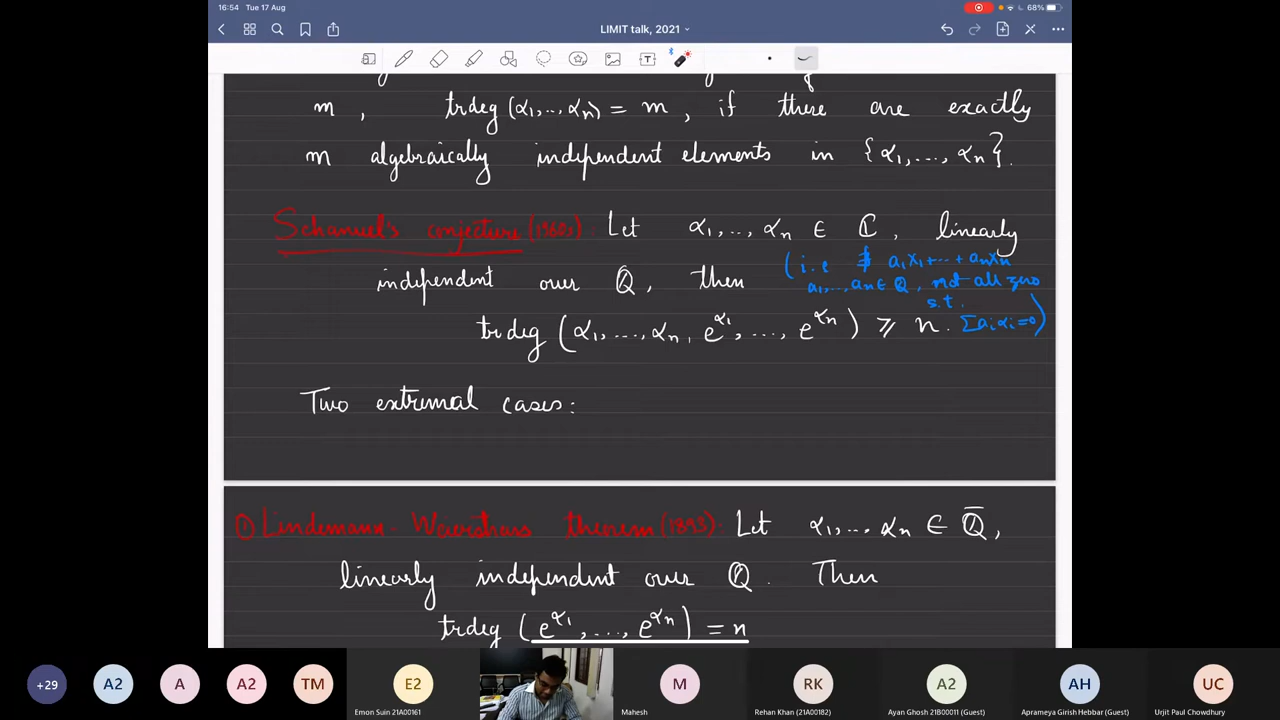 16:54 Tue 17 Aug
68%
LIMIT talk, 2021
m, trdeg (α₁,..,αₙ) = m, if there are exactly
m algebraically independent elements in {α₁,...,αₙ}.
Schanuel's conjecture (1960s): Let α₁,..,αₙ ∈ ℂ, linearly
independent over ℚ, then
(i.e ∄ a₁x₁+...+aₙxₙ
a₁,...,aₙ ∈ ℚ, not all zero
s.t.
Σaᵢαᵢ=0)
trdeg (α₁,...,αₙ, e^α₁,...,e^αₙ) ⩾ n.
Two extremal cases:
① Lindemann-Weierstrass theorem (1893): Let α₁,...αₙ ∈ ℚ̄,
linearly independent over ℚ. Then
trdeg (e^α₁,...,e^αₙ) = n
+29
A2
A
A2
TM
E2
M
RK
A2
AH
UC
Emon Suin 21A00161
Mahesh
Rehan Khan (21A00182)
Ayan Ghosh 21B00011 (Guest)
Aprameya Girish Hebbar (Guest)
Urjit Paul Chowdhury